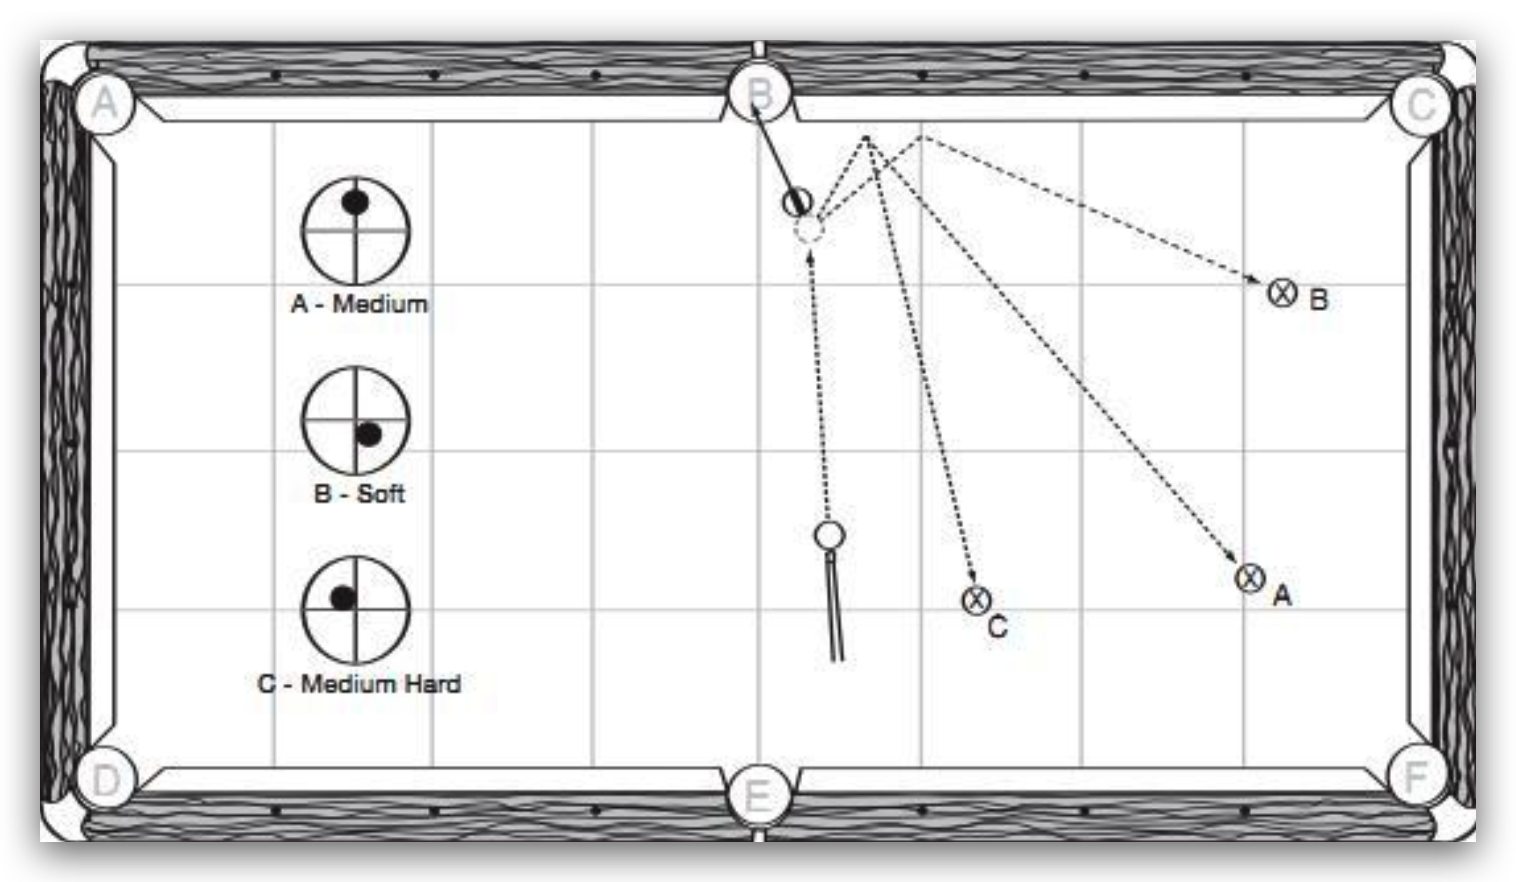 A B C
A - Medium
B
B - Soft
A
C
C - Medium Hard
D E F